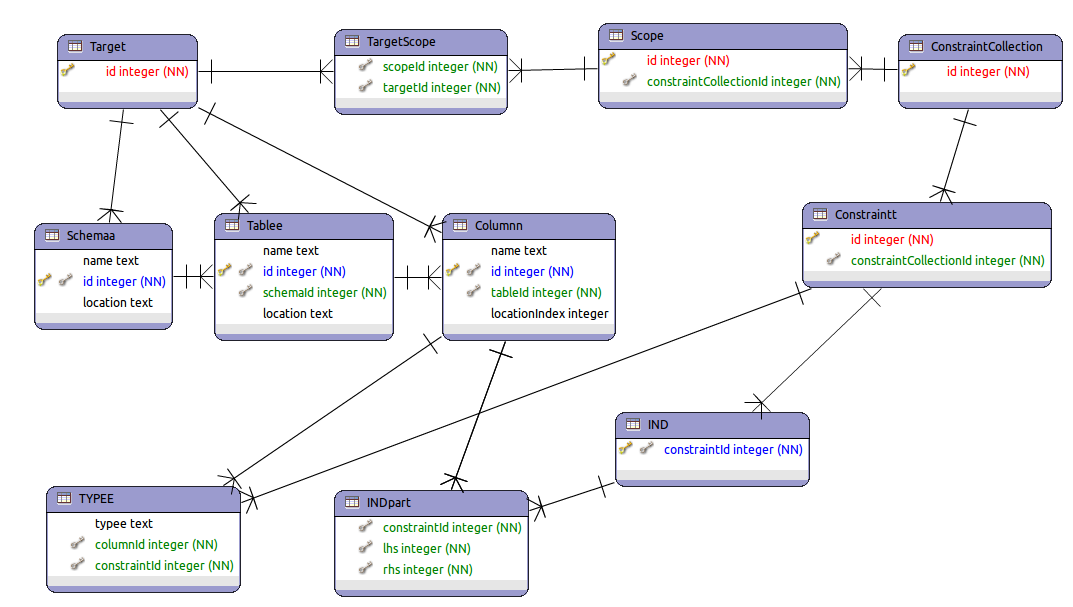 Target
id integer (NN)
TargetScope
scopeId integer (NN)
targetId integer (NN)
Scope
id integer (NN)
constraintCollectionId integer (NN)
ConstraintCollection
id integer (NN)
Schemaa
name text
id integer (NN)
location text
Tablee
name text
id integer (NN)
schemaId integer (NN)
location text
Columnn
name text
id integer (NN)
tableId integer (NN)
locationIndex integer
Constraintt
id integer (NN)
constraintCollectionId integer (NN)
IND
constraintId integer (NN)
TYPEE
typee text
columnId integer (NN)
constraintId integer (NN)
INDpart
constraintId integer (NN)
lhs integer (NN)
rhs integer (NN)